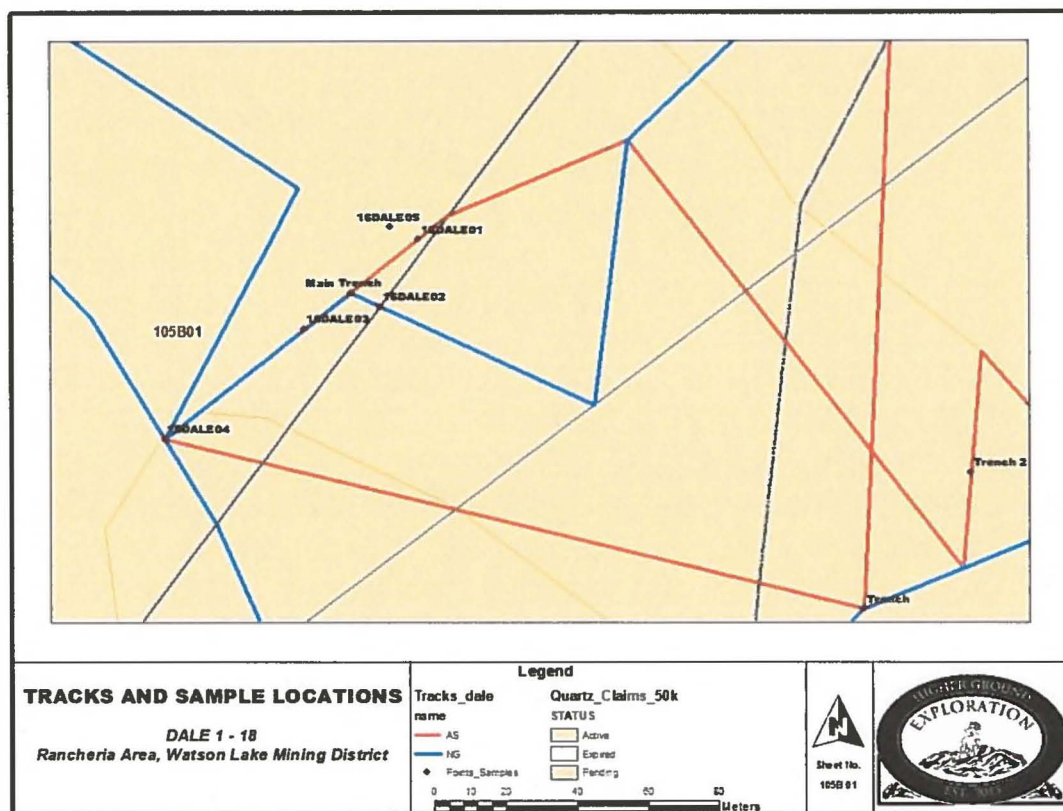 16DALE05
16DALE01
Main Trench
16DALE02
16DALE03
105B01
16DALE04
Trench 2
Trench
TRACKS AND SAMPLE LOCATIONS
DALE 1 - 18
Rancheria Area, Watson Lake Mining District
Legend
Tracks_dale
name
AS
NG
Points_Samples
Quartz_Claims_50k
STATUS
Active
Expired
Pending
0 10 20 40 60 80
Meters
N
Sheet No.
105B 01
HIGHER GROUND
EXPLORATION